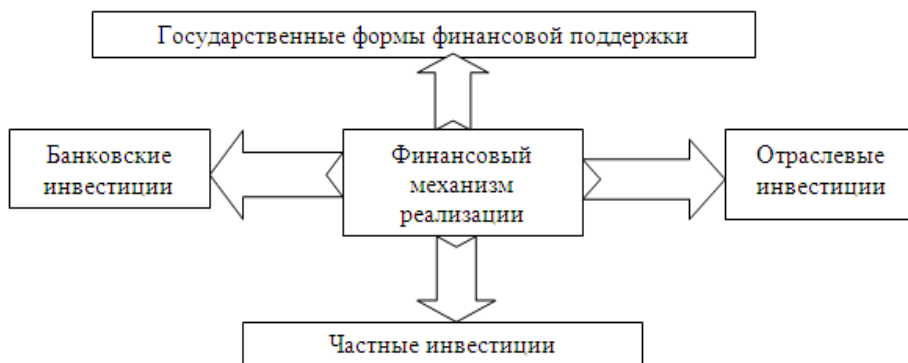 Государственные формы финансовой поддержки
Банковские
инвестиции
Финансовый
механизм
реализации
Отраслевые
инвестиции
Частные инвестиции